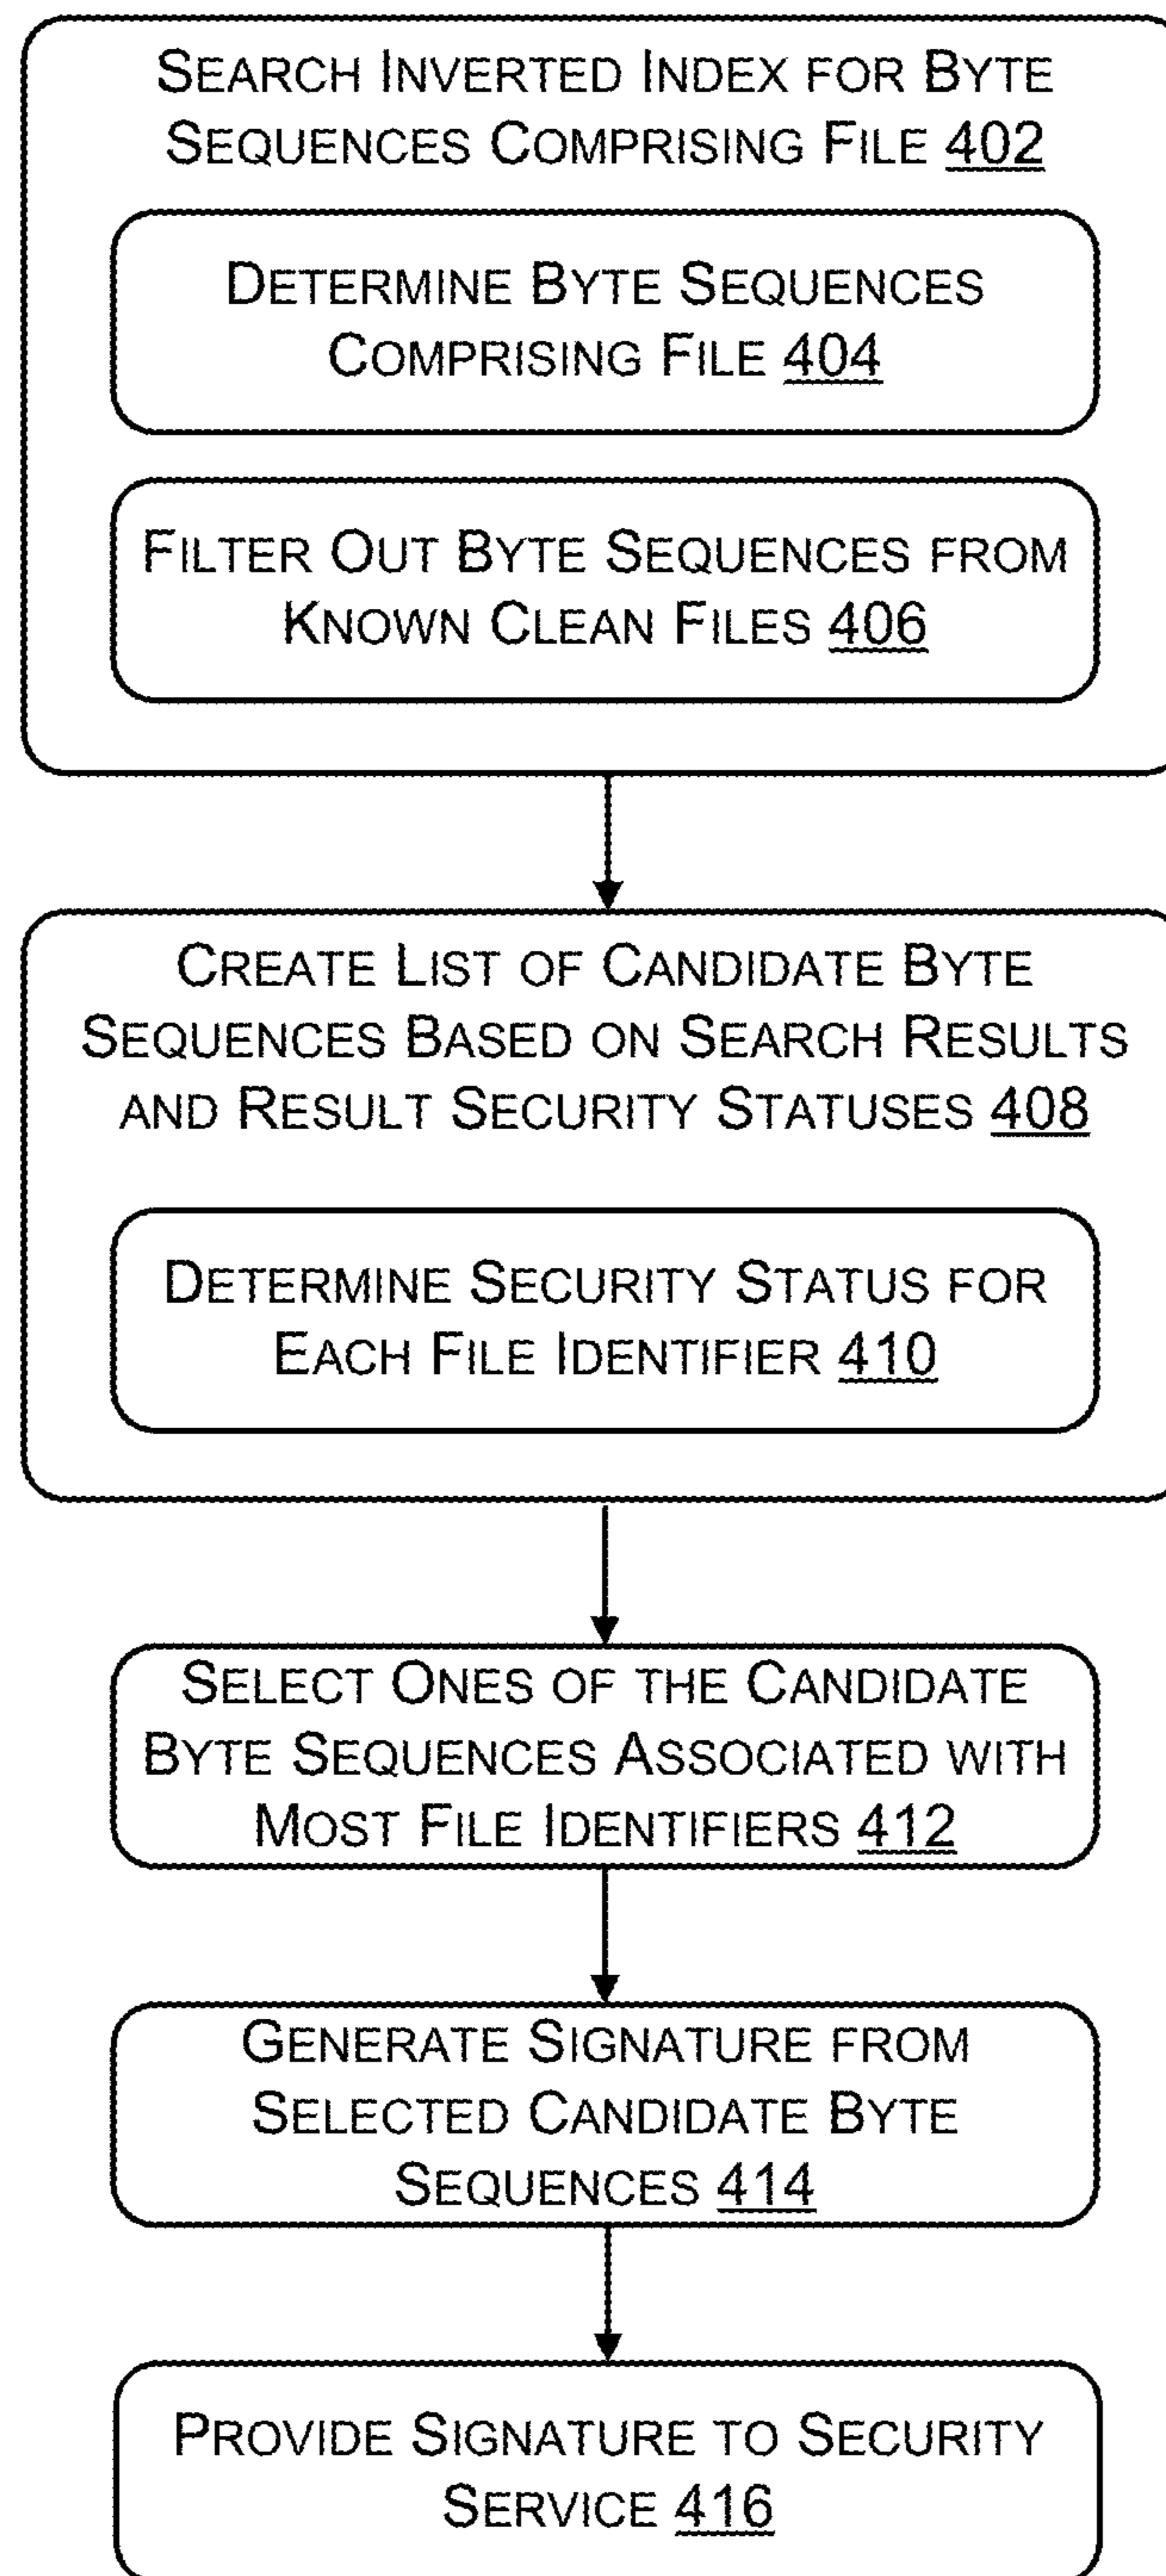 SEARCH INVERTED INDEX FOR BYTE
SEQUENCES COMPRISING FILE 402
DETERMINE BYTE SEQUENCES
COMPRISING FILE 404
FILTER OUT BYTE SEQUENCES FROM
KNOWN CLEAN FILES 406
CREATE LIST OF CANDIDATE BYTE
SEQUENCES BASED ON SEARCH RESULTS
AND RESULT SECURITY STATUSES 408
DETERMINE SECURITY STATUS FOR
EACH FILE IDENTIFIER 410
SELECT ONES OF THE CANDIDATE
BYTE SEQUENCES ASSOCIATED WITH
MOST FILE IDENTIFIERS 412
GENERATE SIGNATURE FROM
SELECTED CANDIDATE BYTE
SEQUENCES 414
PROVIDE SIGNATURE TO SECURITY
SERVICE 416